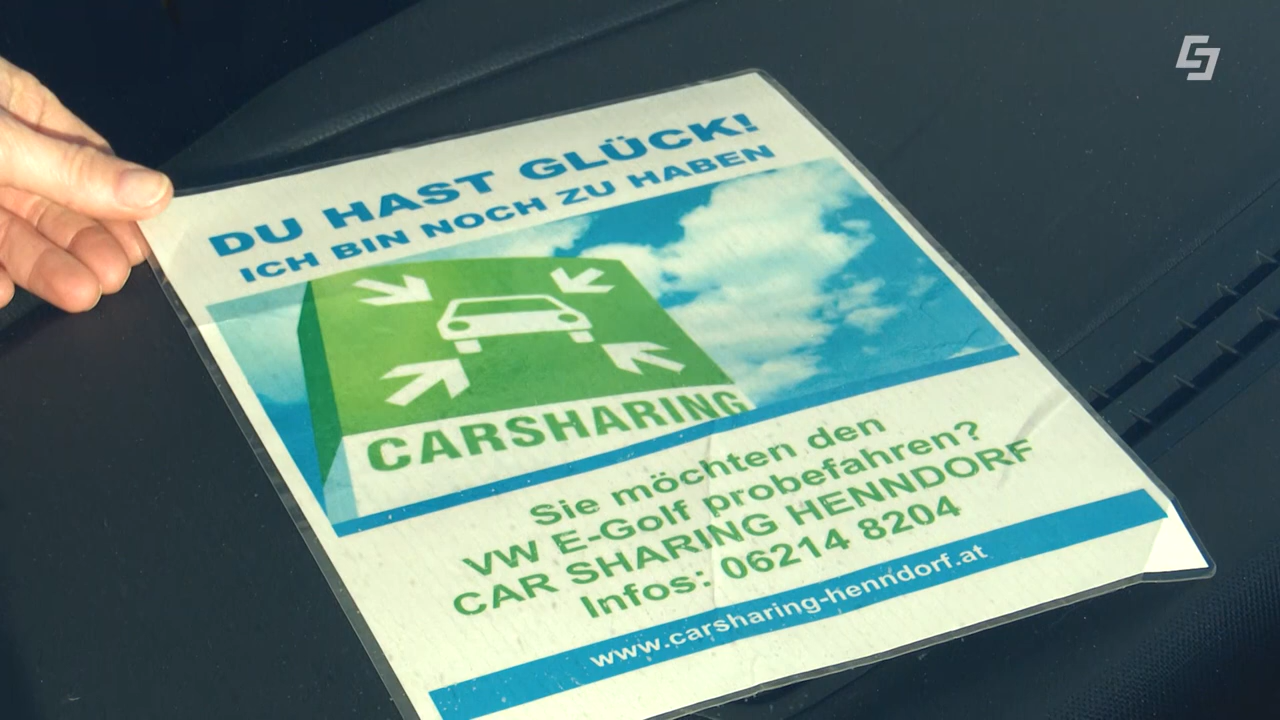 DU HAST GLÜCK!
ICH BIN NOCH ZU HABEN
CARSHARING
Sie möchten den
VW E-Golf probefahren?
CAR SHARING HENNDORF
Infos: 06214 8204
www.carsharing-henndorf.at